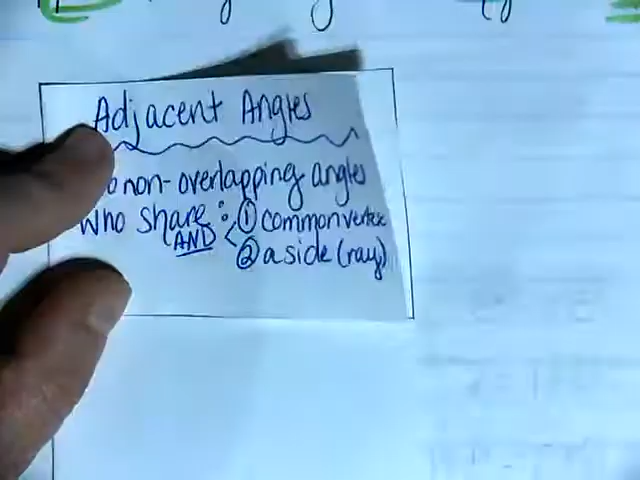 Adjacent Angles
non-overlapping angles
who share: ① common vertex
AND
② a side (ray)